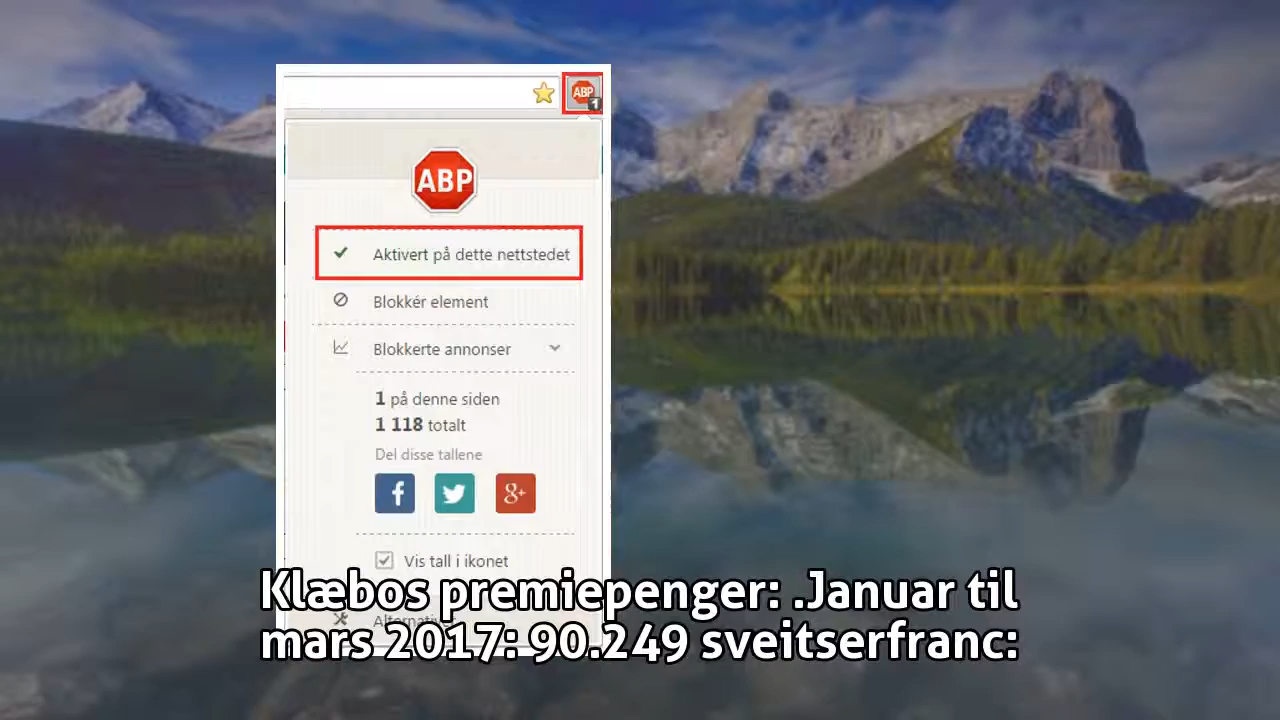 ABP
1
ABP
Aktivert på dette nettstedet
Blokkér element
Blokkerte annonser
1 på denne siden
1 118 totalt
Del disse tallene
f
g+
Vis tall i ikonet
Klæbos premiepenger: .Januar til
mars 2017: 90.249 sveitserfranc: